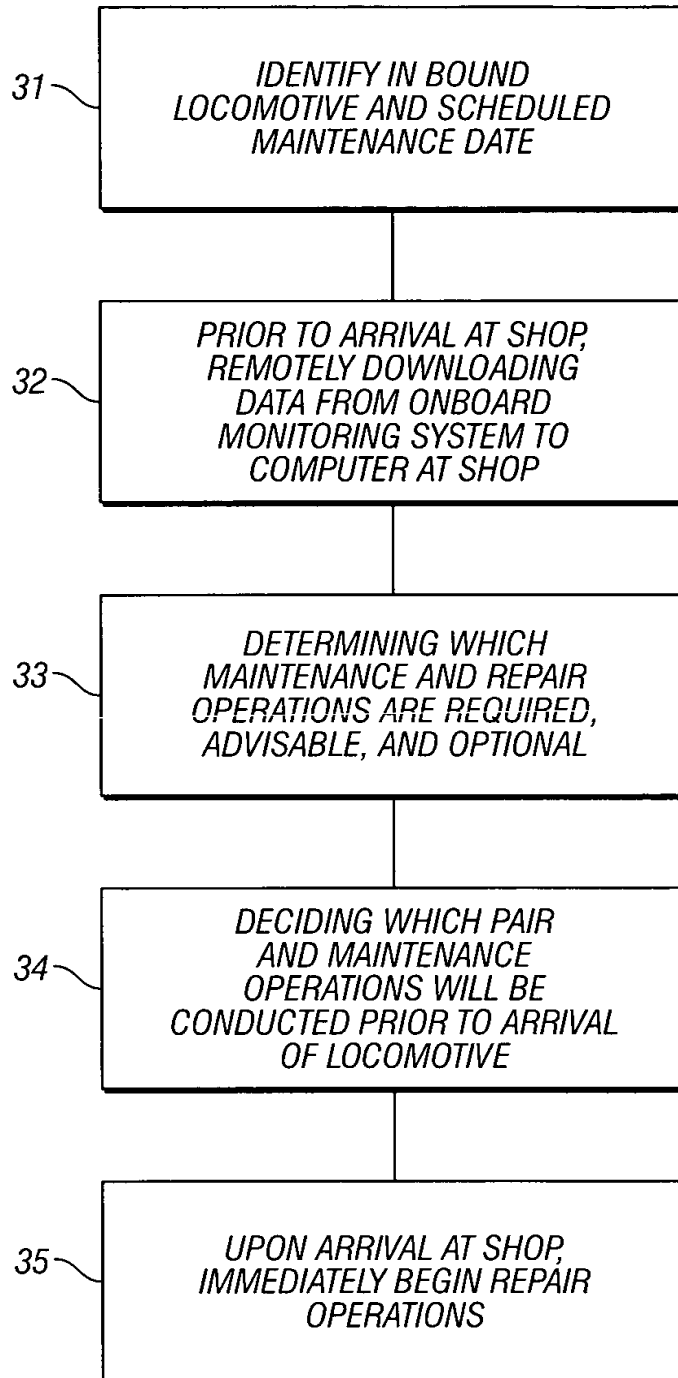 31
IDENTIFY IN BOUND
LOCOMOTIVE AND SCHEDULED
MAINTENANCE DATE
32
PRIOR TO ARRIVAL AT SHOP,
REMOTELY DOWNLOADING
DATA FROM ONBOARD
MONITORING SYSTEM TO
COMPUTER AT SHOP
33
DETERMINING WHICH
MAINTENANCE AND REPAIR
OPERATIONS ARE REQUIRED,
ADVISABLE, AND OPTIONAL
34
DECIDING WHICH PAIR
AND MAINTENANCE
OPERATIONS WILL BE
CONDUCTED PRIOR TO ARRIVAL
OF LOCOMOTIVE
35
UPON ARRIVAL AT SHOP,
IMMEDIATELY BEGIN REPAIR
OPERATIONS